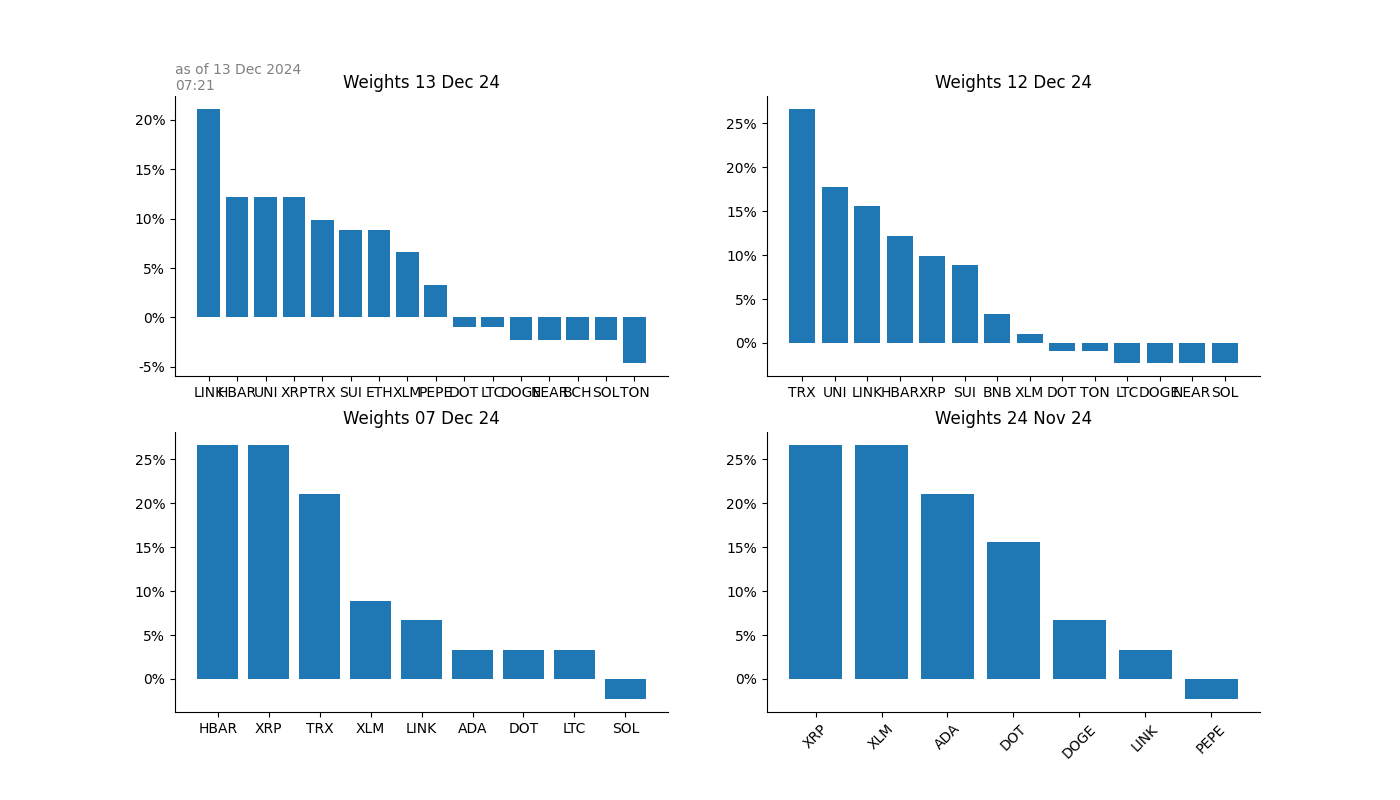 as of 13 Dec 2024
07:21
Weights 13 Dec 24
20%
15%
10%
5%
0%
-5%
LINK HBAR UNI XRP TRX SUI ETH XLM PEPE DOT LTC DOGE NEAR BCH SOL TON
Weights 12 Dec 24
25%
20%
15%
10%
5%
0%
TRX UNI LINK HBAR XRP SUI BNB XLM DOT TON LTC DOGE NEAR SOL
Weights 07 Dec 24
25%
20%
15%
10%
5%
0%
HBAR XRP TRX XLM LINK ADA DOT LTC SOL
Weights 24 Nov 24
25%
20%
15%
10%
5%
0%
XRP XLM ADA DOT DOGE LINK PEPE